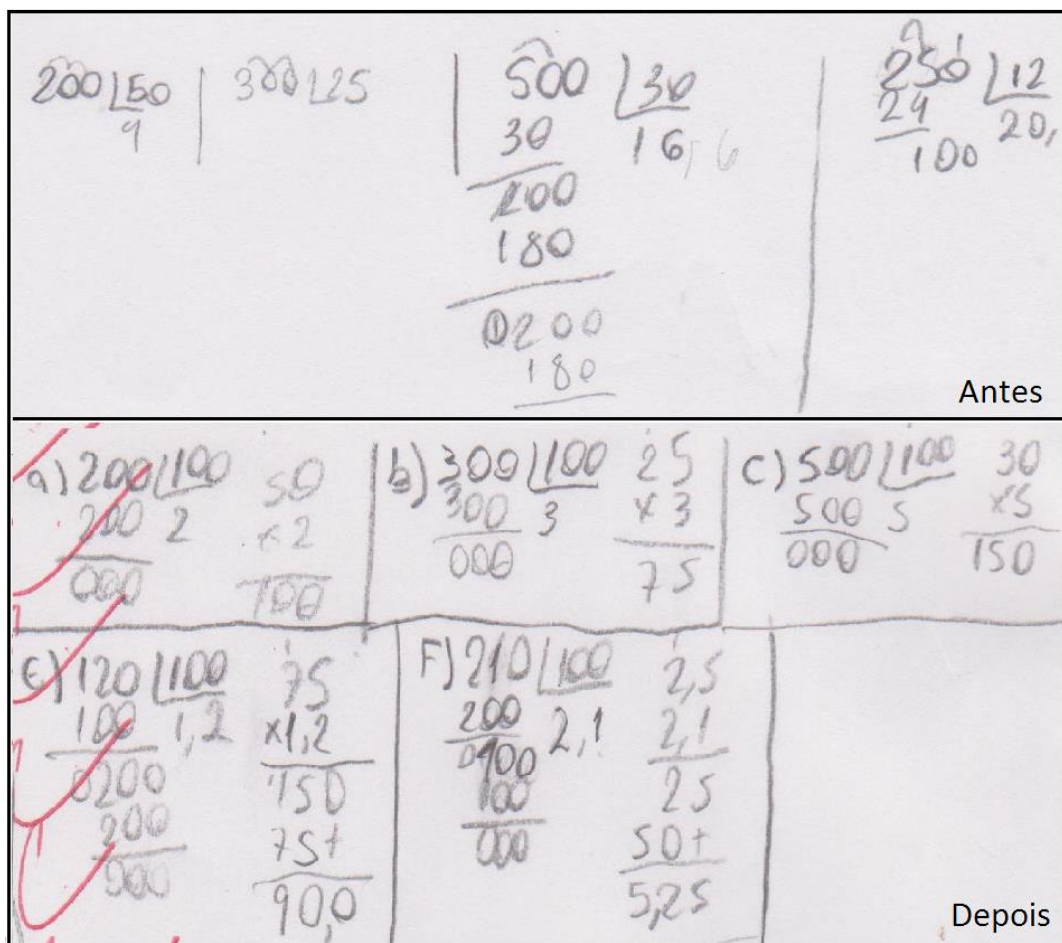 200 50
4
300 25
500 30
30 16,6
200
180
0200
180
250 12
24 20,
100
Antes
a) 200 100 50
200 2 x2
000 100
b) 300 100 25
300 3 x3
000 75
C) 500 100 30
500 5 x5
000 150
E) 120 100 75
100 1,2 x1,2
0200 150
200 75+
000 90,0
F) 210 100 2,5
200 2,1 2,1
0100 25
100 50+
000 5,25
Depois